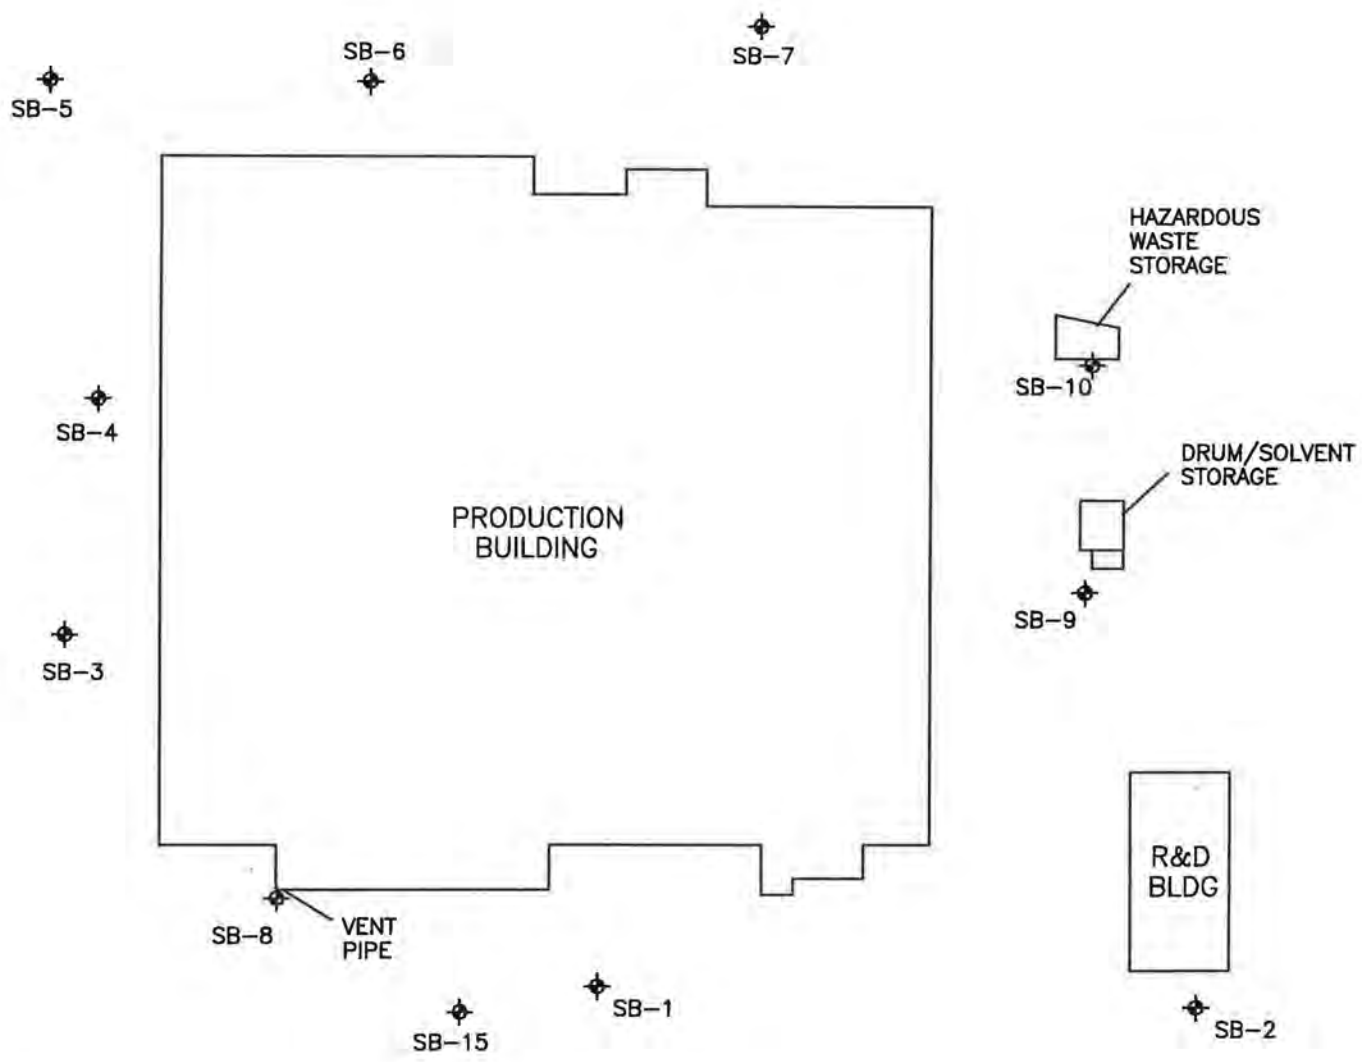 SB-6
SB-7
SB-5
HAZARDOUS
WASTE
STORAGE
SB-10
SB-4
DRUM/SOLVENT
STORAGE
PRODUCTION
BUILDING
SB-9
SB-3
R&D
BLDG
VENT
PIPE
SB-8
SB-1
SB-15
SB-2